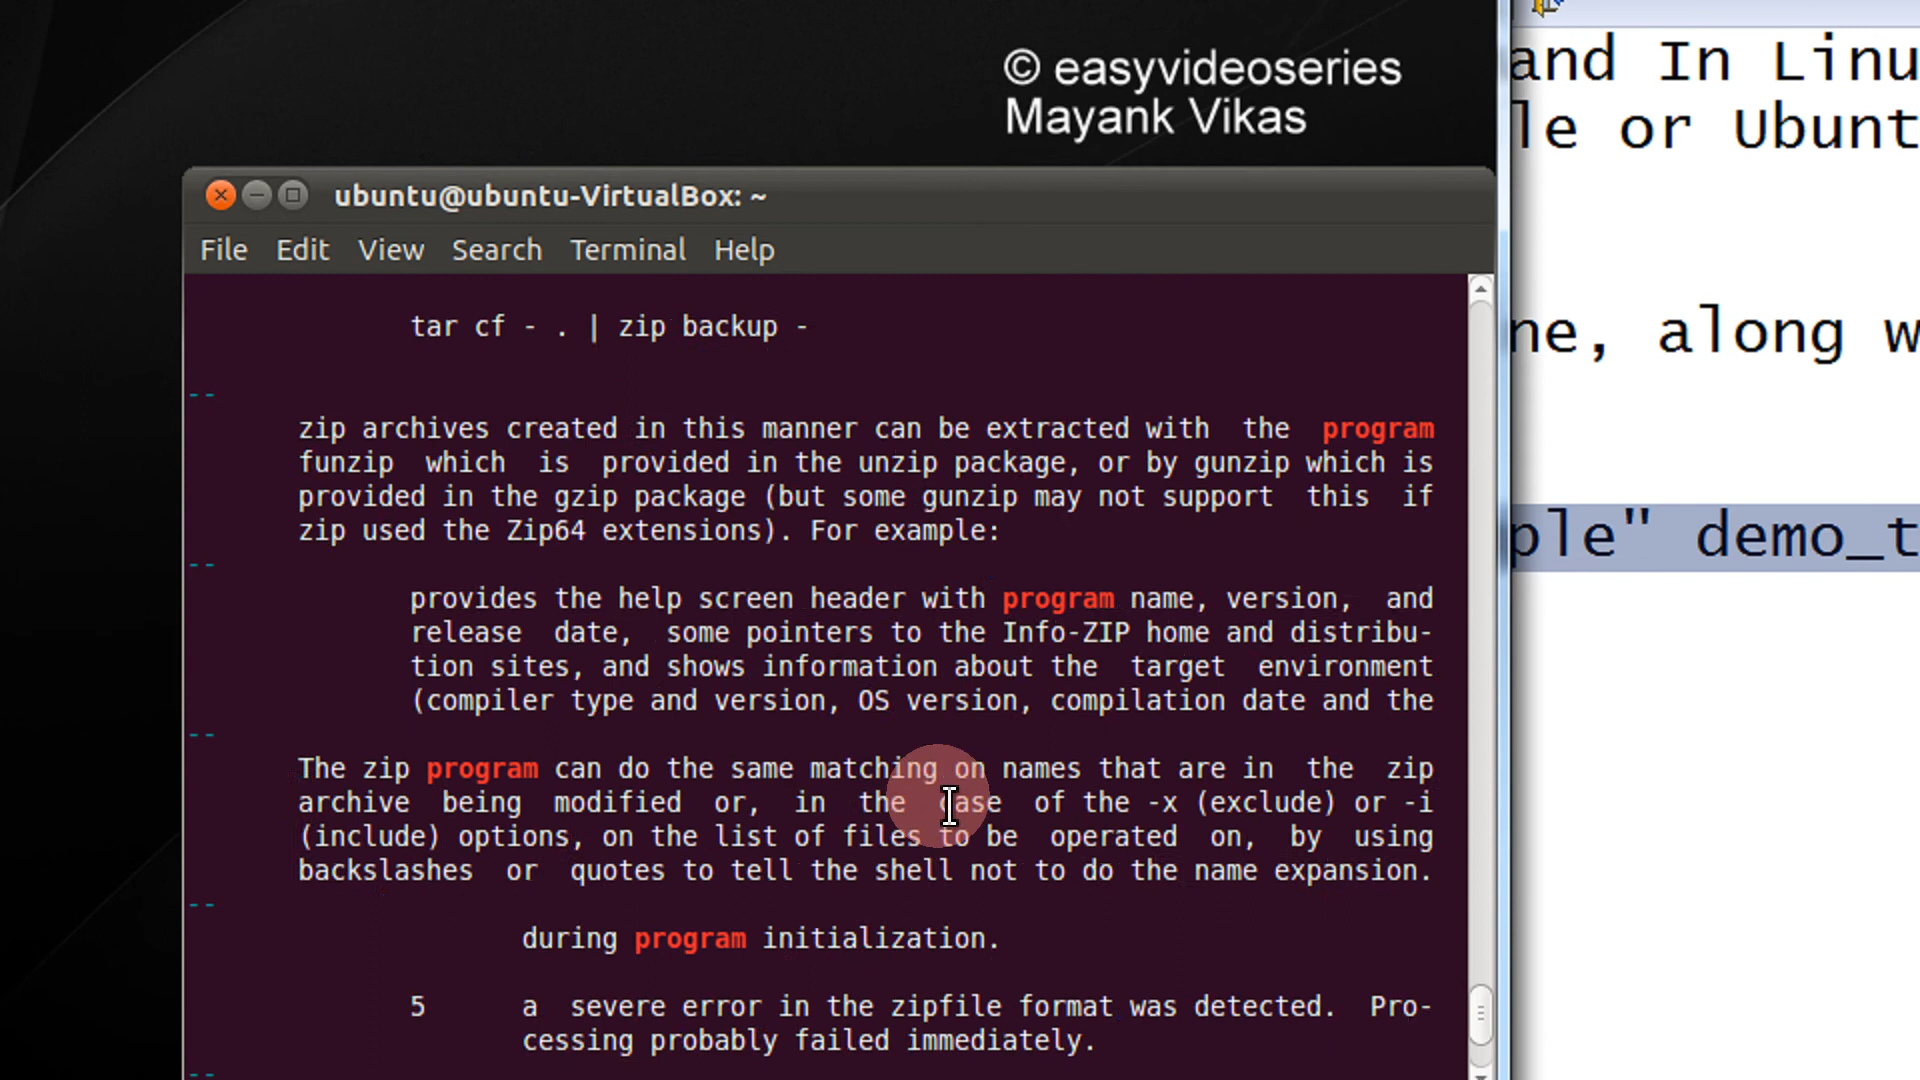 © easyvideoseries
Mayank Vikas
and In Linu
le or Ubunt
ne, along w
ple" demo_t
ubuntu@ubuntu-VirtualBox: ~
File Edit View Search Terminal Help
tar cf - . | zip backup -
--
zip archives created in this manner can be extracted with the program
funzip which is provided in the unzip package, or by gunzip which is
provided in the gzip package (but some gunzip may not support this if
zip used the Zip64 extensions). For example:
--
provides the help screen header with program name, version, and
release date, some pointers to the Info-ZIP home and distribu-
tion sites, and shows information about the target environment
(compiler type and version, OS version, compilation date and the
--
The zip program can do the same matching on names that are in the zip
archive being modified or, in the case of the -x (exclude) or -i
(include) options, on the list of files to be operated on, by using
backslashes or quotes to tell the shell not to do the name expansion.
--
during program initialization.
5 a severe error in the zipfile format was detected. Pro-
cessing probably failed immediately.
--